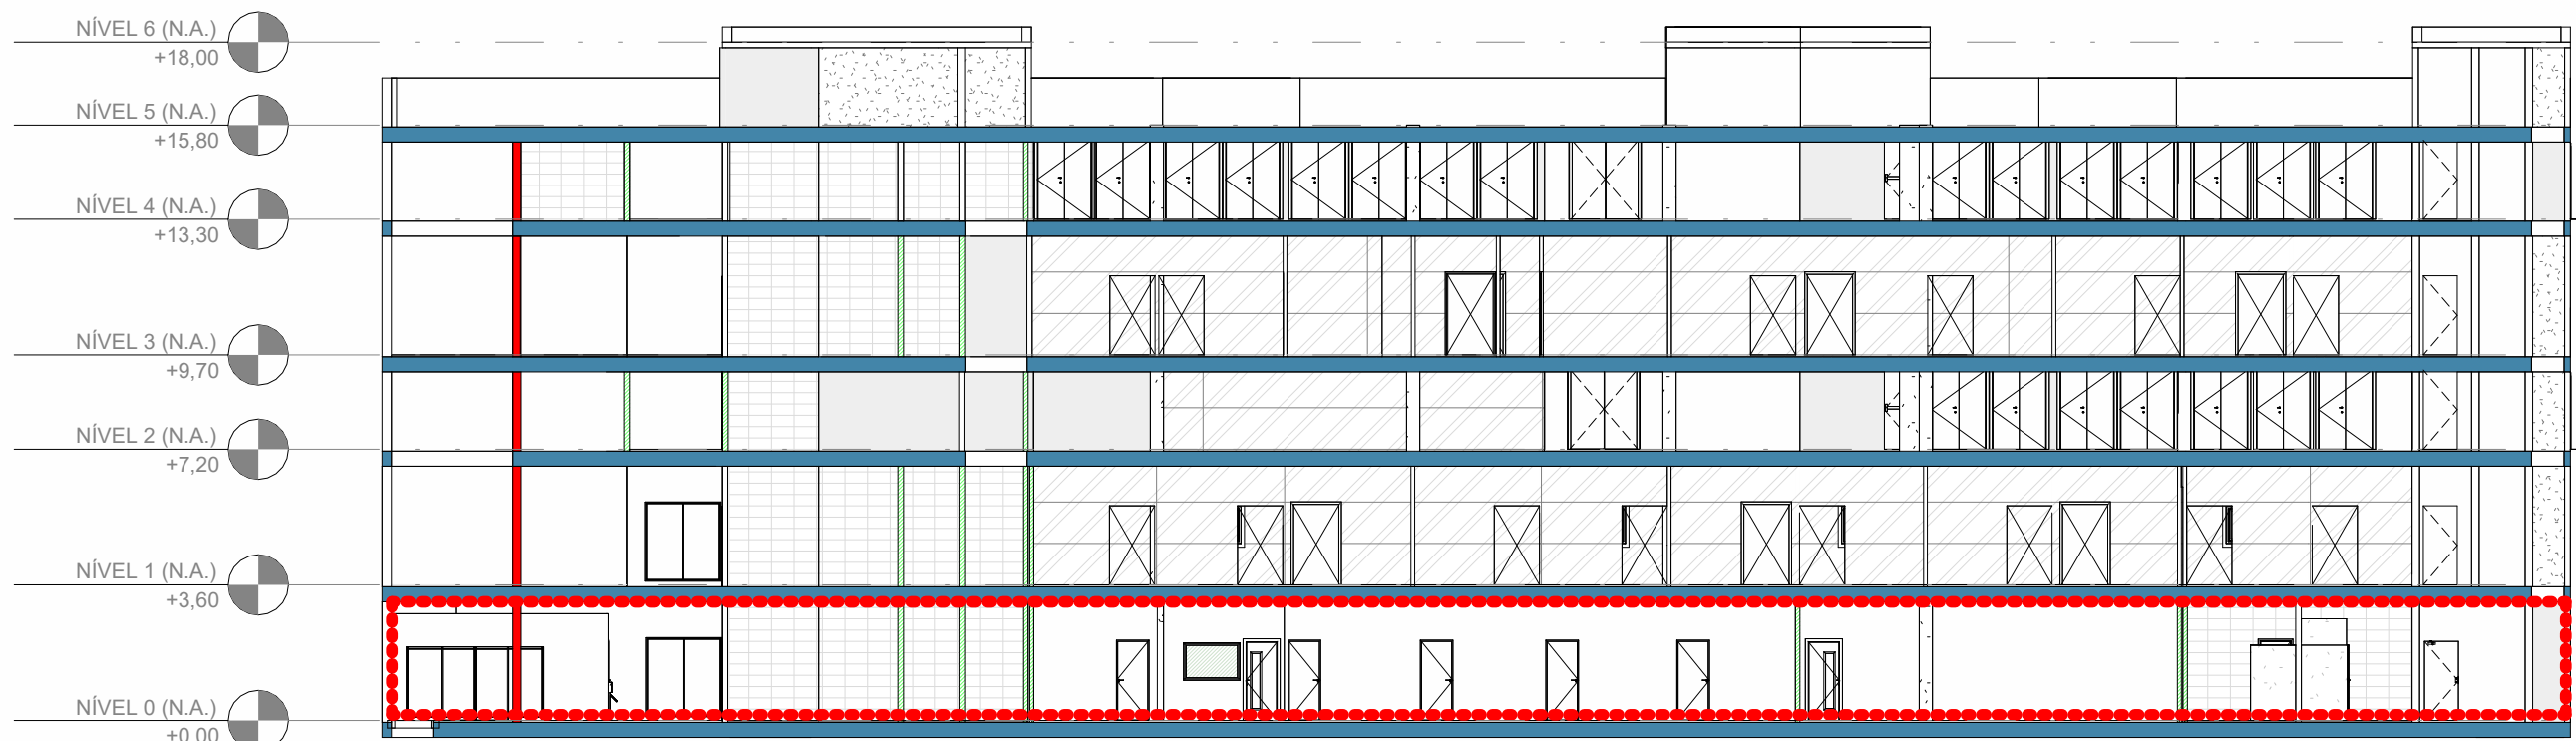 NÍVEL 6 (N.A.)
+18,00
NÍVEL 5 (N.A.)
+15,80
NÍVEL 4 (N.A.)
+13,30
NÍVEL 3 (N.A.)
+9,70
NÍVEL 2 (N.A.)
+7,20
NÍVEL 1 (N.A.)
+3,60
NÍVEL 0 (N.A.)
+0,00